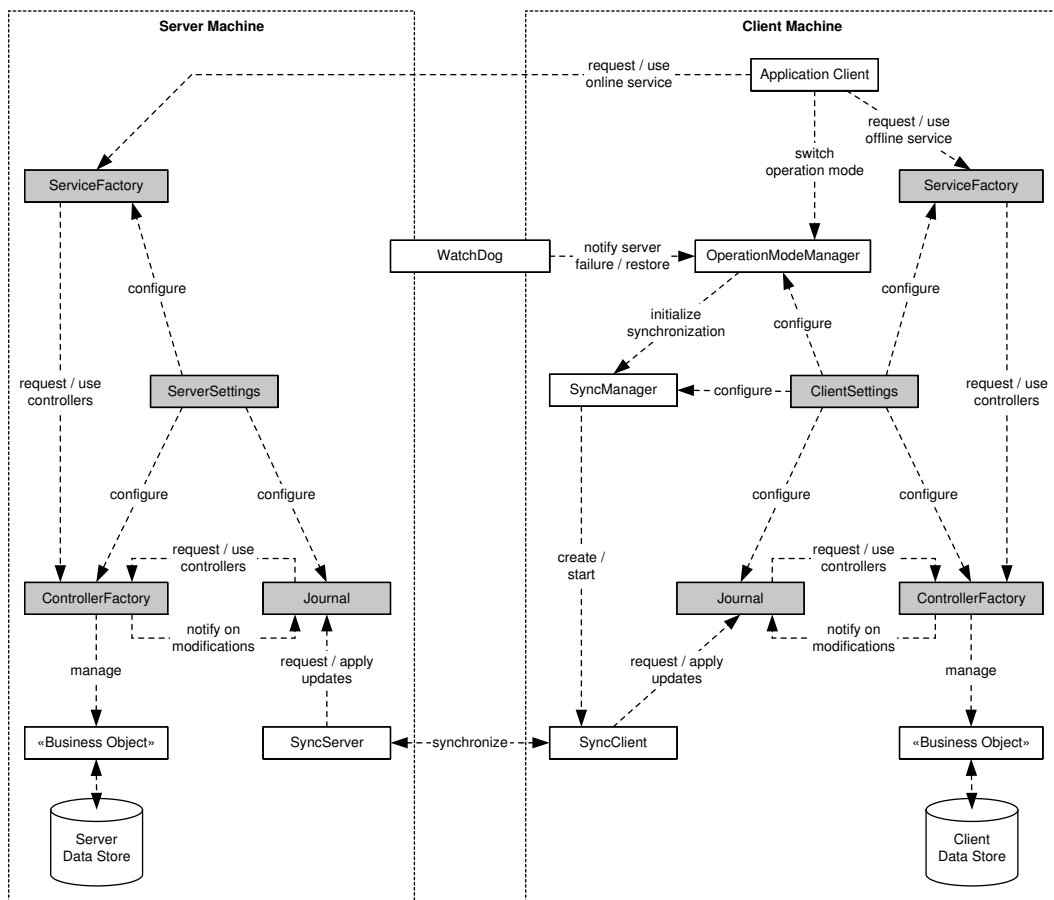 Server Machine
Client Machine
request / use
online service
Application Client
request / use
offline service
switch
operation mode
ServiceFactory
ServiceFactory
WatchDog
notify server
failure / restore
OperationModeManager
configure
configure
initialize
synchronization
configure
request / use
controllers
ServerSettings
SyncManager
configure
ClientSettings
request / use
controllers
configure
configure
configure
configure
request / use
controllers
create /
start
request / use
controllers
ControllerFactory
Journal
Journal
ControllerFactory
notify on
modifications
notify on
modifications
manage
request / apply
updates
request / apply
updates
manage
«Business Object»
SyncServer
synchronize
SyncClient
«Business Object»
Server
Data Store
Client
Data Store